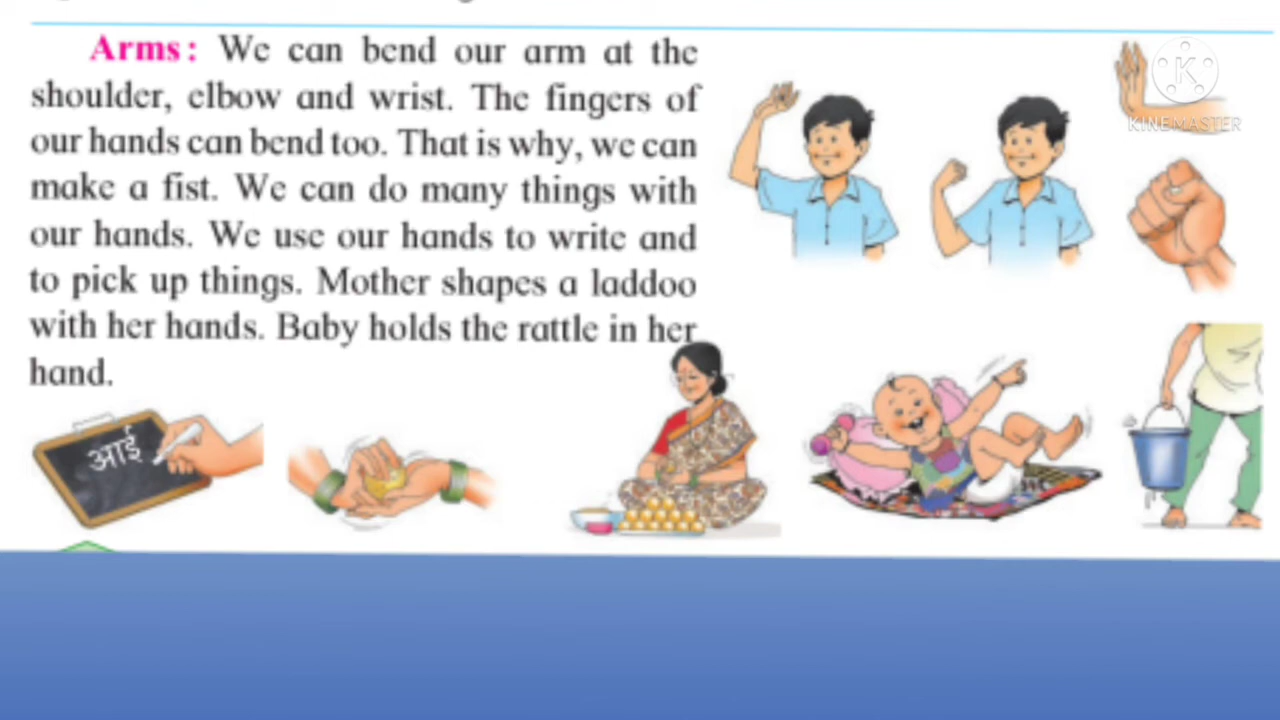 Arms: We can bend our arm at the
shoulder, elbow and wrist. The fingers of
our hands can bend too. That is why, we can
make a fist. We can do many things with
our hands. We use our hands to write and
to pick up things. Mother shapes a laddoo
with her hands. Baby holds the rattle in her
hand.
आई
K
KINEMASTER